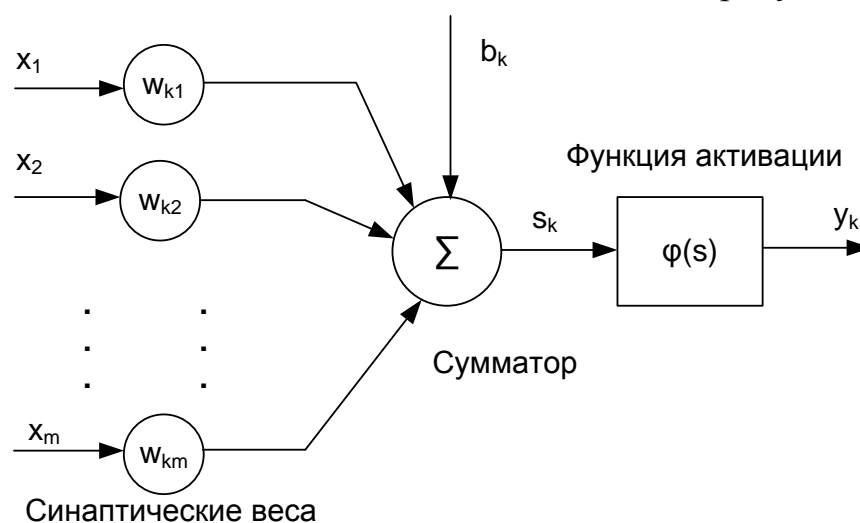 x₁
wₖ₁
bₖ
x₂
wₖ₂
Функция активации
Σ
sₖ
φ(s)
yₖ
Сумматор
xₘ
wₖₘ
Синаптические веса